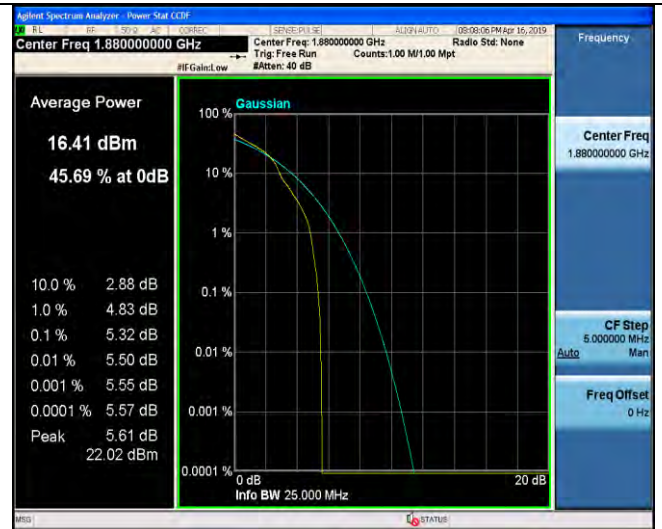 Agilent Spectrum Analyzer - Power Stat CCDF
RL RF 50 Ω AC CORREC SENSE:PULSE ALIGN AUTO 08:08:06 PM Apr 16, 2019
Center Freq 1.880000000 GHz
Center Freq: 1.880000000 GHz Radio Std: None
Trig: Free Run Counts:1.00 M/1.00 Mpt
#IFGain:Low #Atten: 40 dB
Frequency
Average Power
16.41 dBm
45.69 % at 0dB
10.0 % 2.88 dB
1.0 % 4.83 dB
0.1 % 5.32 dB
0.01 % 5.50 dB
0.001 % 5.55 dB
0.0001 % 5.57 dB
Peak 5.61 dB
22.02 dBm
Gaussian
100 %
10 %
1 %
0.1 %
0.01 %
0.001 %
0.0001 %
0 dB 20 dB
Info BW 25.000 MHz
Center Freq
1.880000000 GHz
CF Step
5.000000 MHz
Auto Man
Freq Offset
0 Hz
MSG STATUS